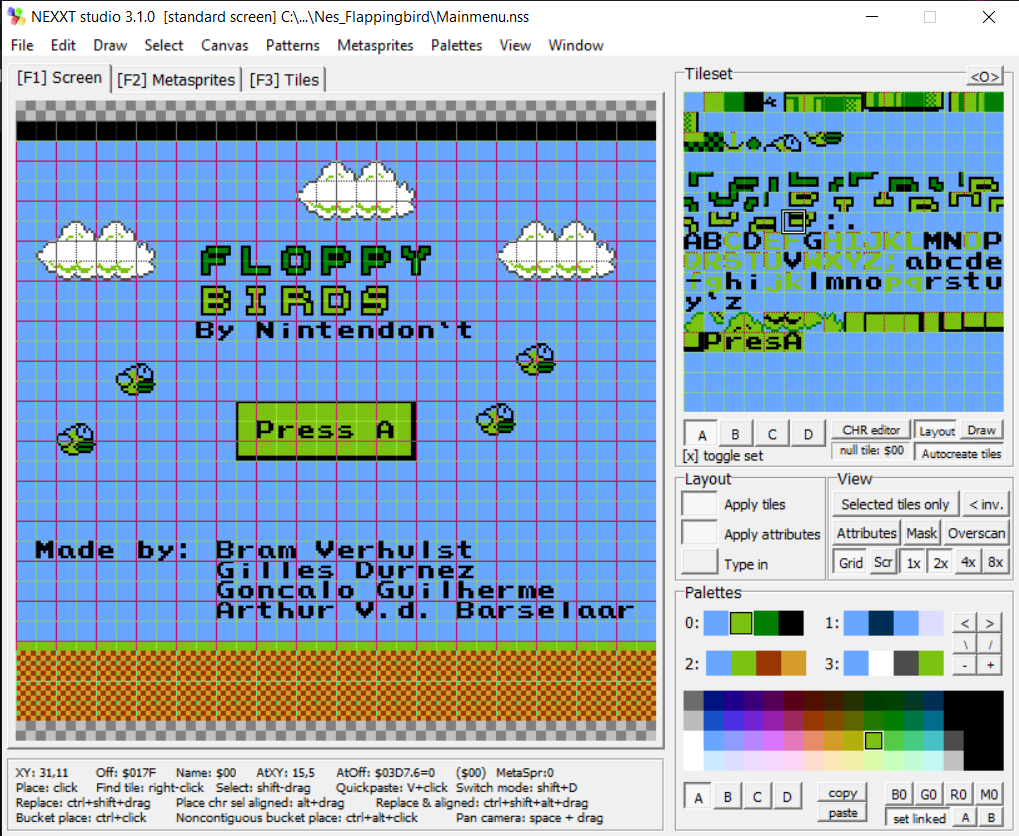 NEXXT studio 3.1.0 [standard screen] C:\...\Nes_Flappingbird\Mainmenu.nss
File Edit Draw Select Canvas Patterns Metasprites Palettes View Window
[F1] Screen [F2] Metasprites [F3] Tiles
FLOPPY
BIRDS
By Nintendon't
Press A
Made by: Bram Verhulst
Gilles Durnez
Goncalo Guilherme
Arthur V.d. Barselaar
XY: 31,11 Off: $017F Name: $00 AtXY: 15,5 AtOff: $03D7.6=0 ($00) MetaSpr:0
Place: click Find tile: right-click Select: shift-drag Quickpaste: V+click Switch mode: shift+D
Replace: ctrl+shift+drag Place chr sel aligned: alt+drag Replace & aligned: ctrl+shift+alt+drag
Bucket place: ctrl+click Noncontiguous bucket place: ctrl+alt+click Pan camera: space + drag
Tileset <O>
: .
ABCDEFGHIJKLMNOP
QRSTUVWXYZ;abcde
fghijklmnopqrstu
y'z
PresA
A B C D CHR editor Layout Draw
[x] toggle set null tile: $00 Autocreate tiles
Layout
Apply tiles
Apply attributes
Type in
View
Selected tiles only < inv.
Attributes Mask Overscan
Grid Scr 1x 2x 4x 8x
Palettes
0: 1: < >
\ /
2: 3: - +
A B C D copy paste
B0 G0 R0 M0
set linked A B